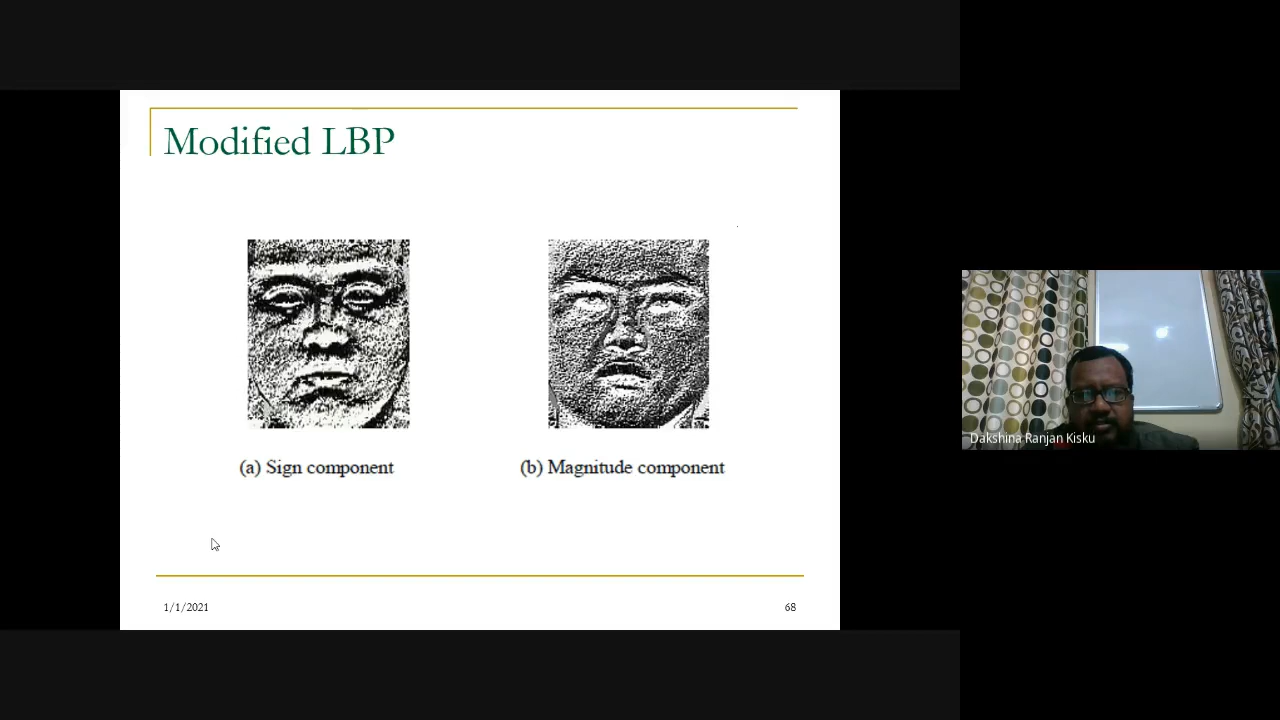 Modified LBP
(a) Sign component
(b) Magnitude component
Dakshina Ranjan Kisku
1/1/2021
68